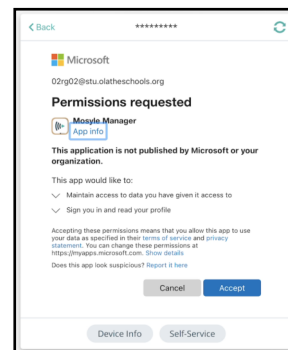 Back
*********
Microsoft
02rg02@stu.olatheschools.org
Permissions requested
Mosyle Manager
App info
This application is not published by Microsoft or your
organization.
This app would like to:
Maintain access to data you have given it access to
Sign you in and read your profile
Accepting these permissions means that you allow this app to use
your data as specified in their terms of service and privacy
statement. You can change these permissions at
https://myapps.microsoft.com. Show details
Does this app look suspicious? Report it here
Cancel Accept
Device Info Self-Service